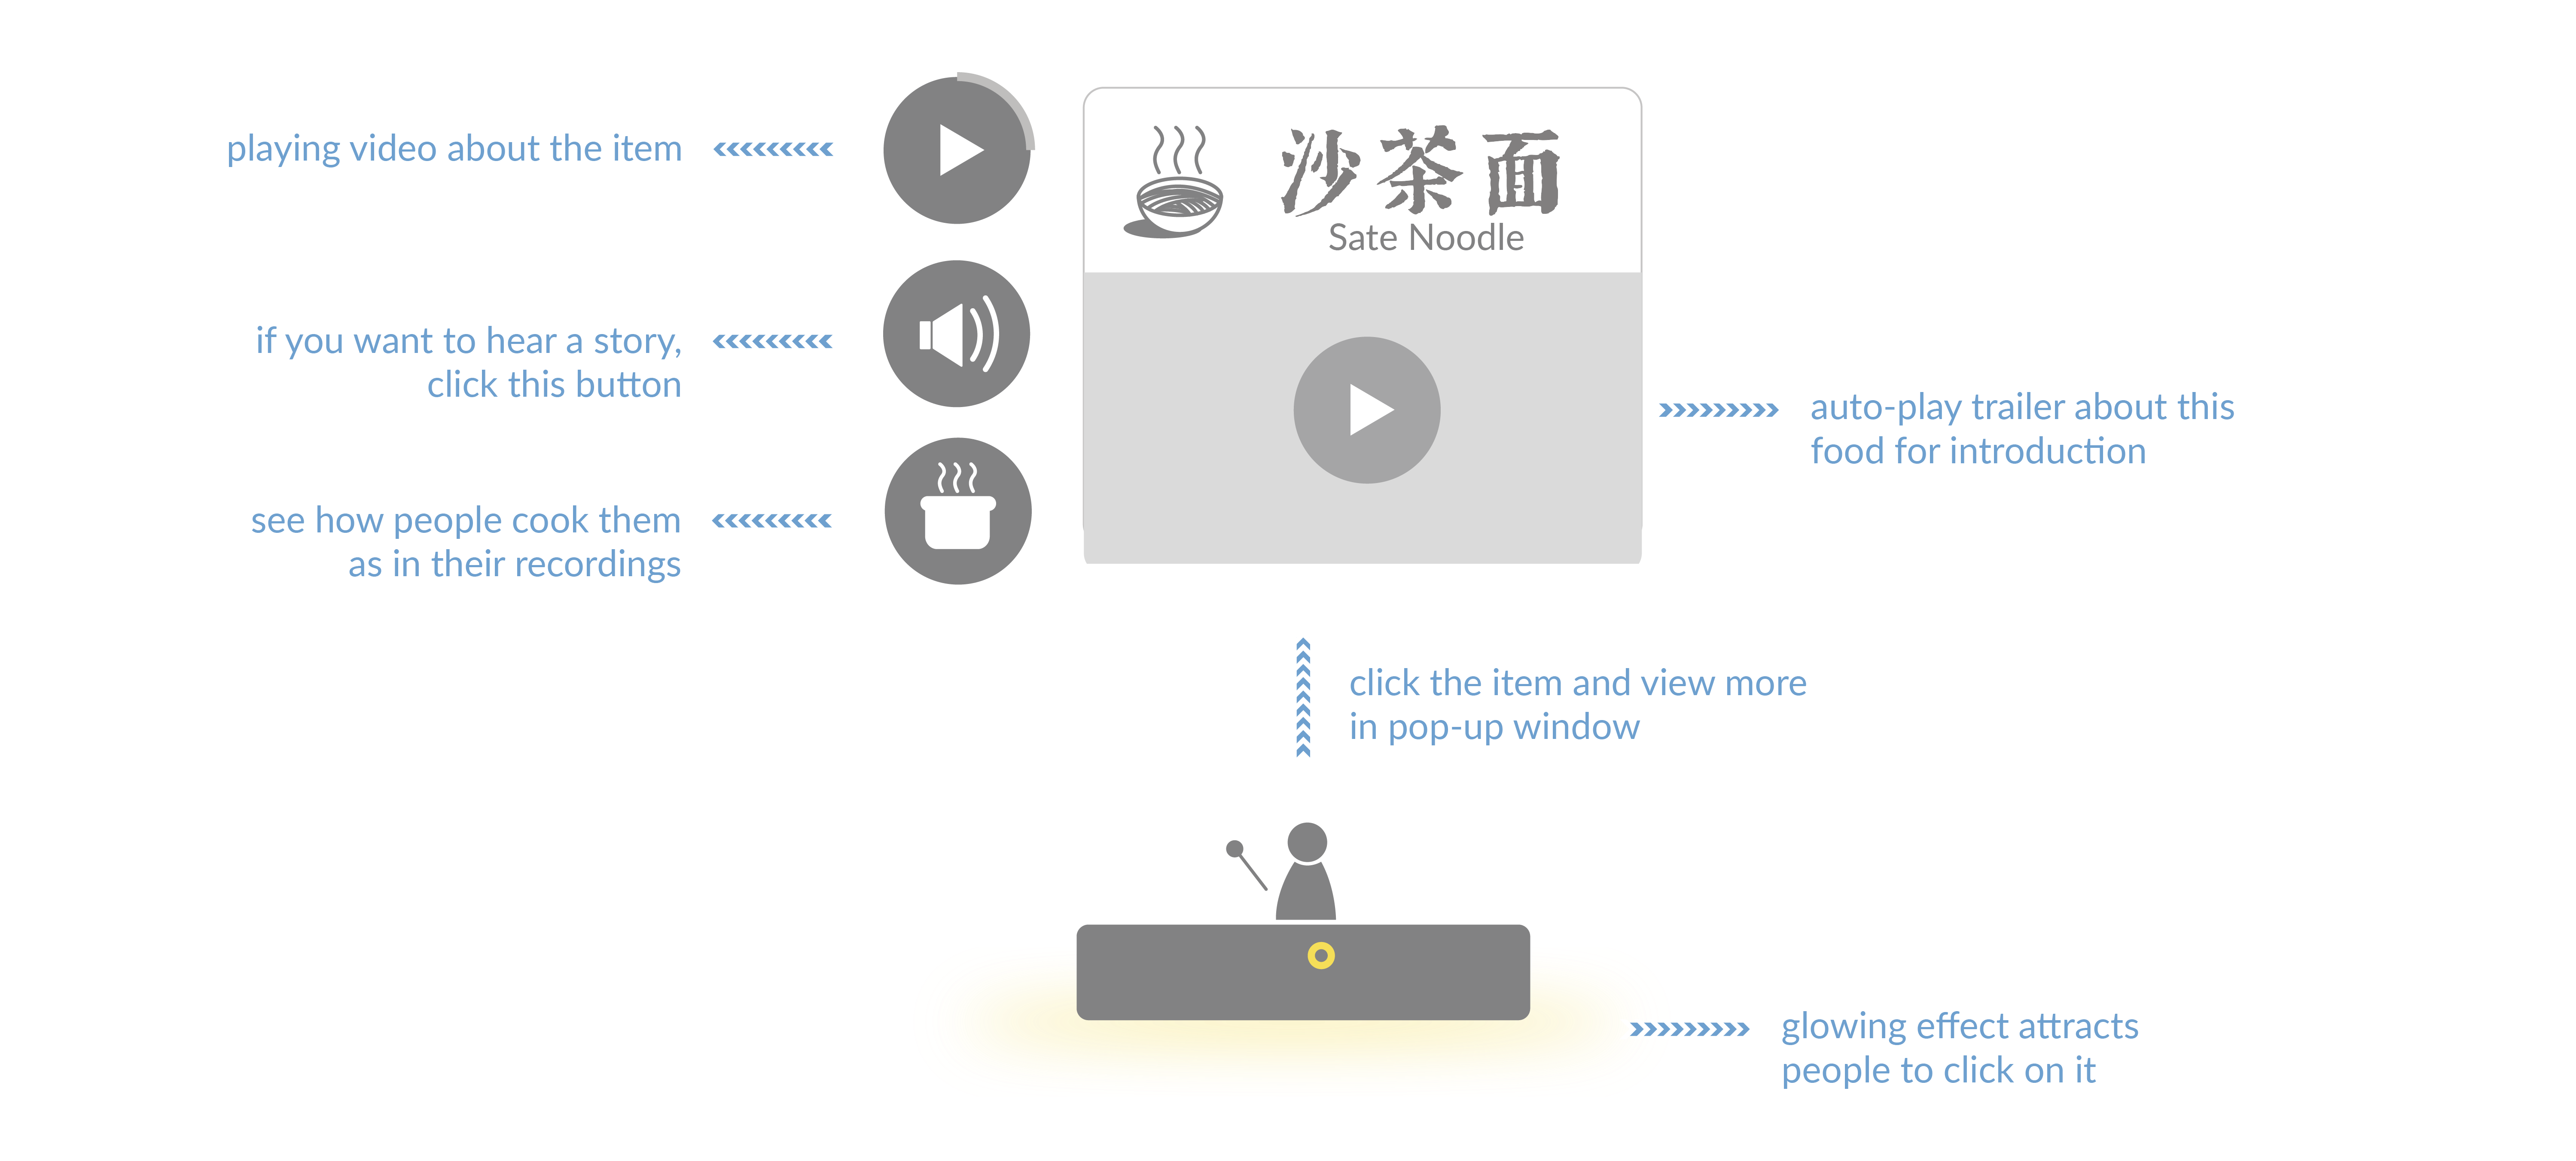 playing video about the item
if you want to hear a story,
click this button
see how people cook them
as in their recordings
沙茶面
Sate Noodle
auto-play trailer about this
food for introduction
click the item and view more
in pop-up window
glowing effect attracts
people to click on it